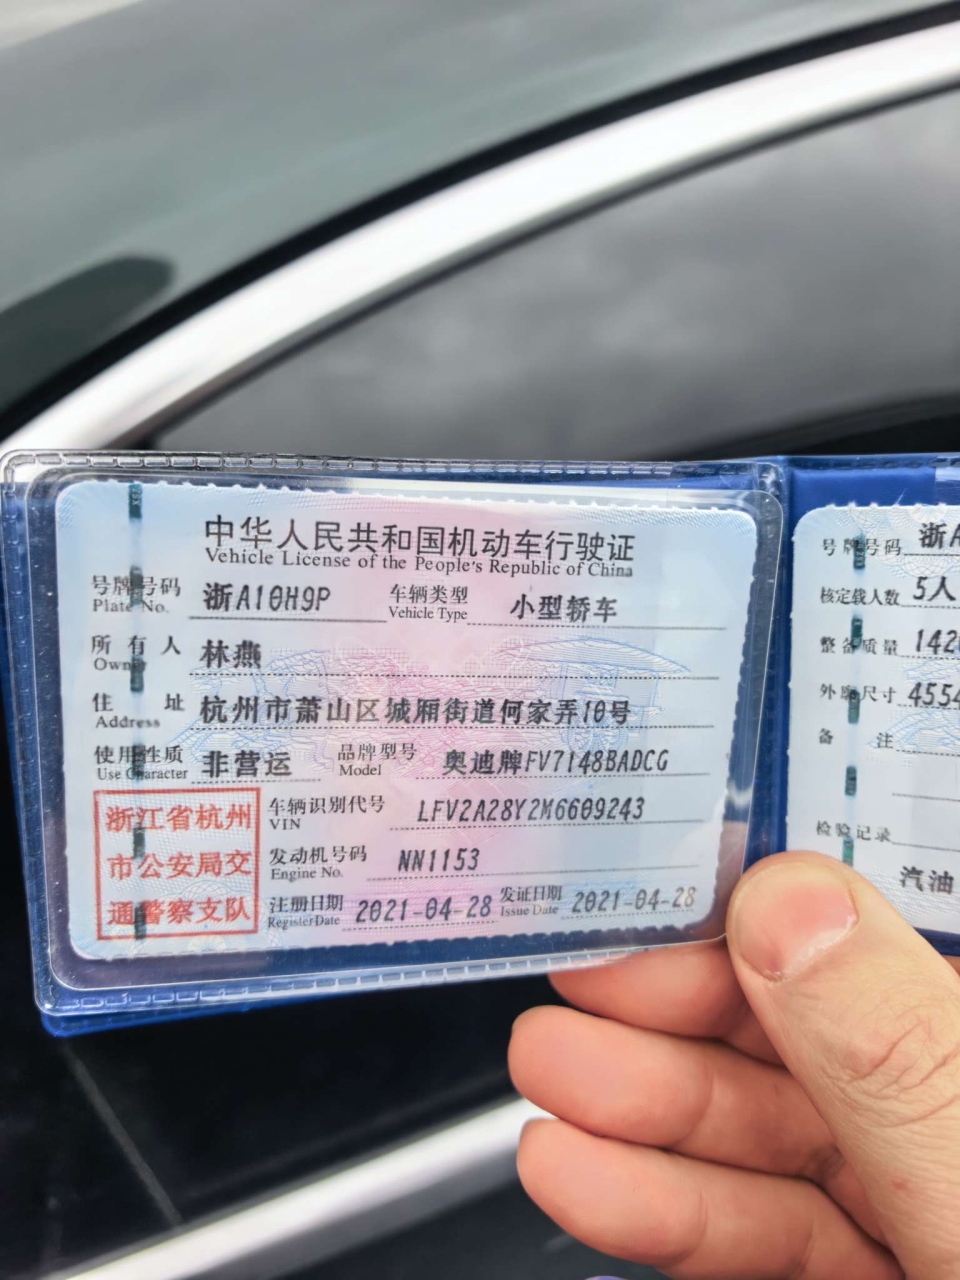 中华人民共和国机动车行驶证
Vehicle License of the People's Republic of China
号牌号码 浙A10H9P 车辆类型 小型轿车
Plate No. Vehicle Type
所有人 林燕
Owner
住址 杭州市萧山区城厢街道何家弄10号
Address
使用性质 非营运 品牌型号 奥迪牌FV7148BADCG
Use Character Model
浙江省杭州
市公安局交
通警察支队
车辆识别代号 LFV2A28Y2M6609243
VIN
发动机号码 NN1153
Engine No.
注册日期 2021-04-28 发证日期 2021-04-28
Register Date Issue Date
号牌号码 浙A
核定载人数 5人
整备质量 142
外廓尺寸 4554
备注
检验记录
汽油